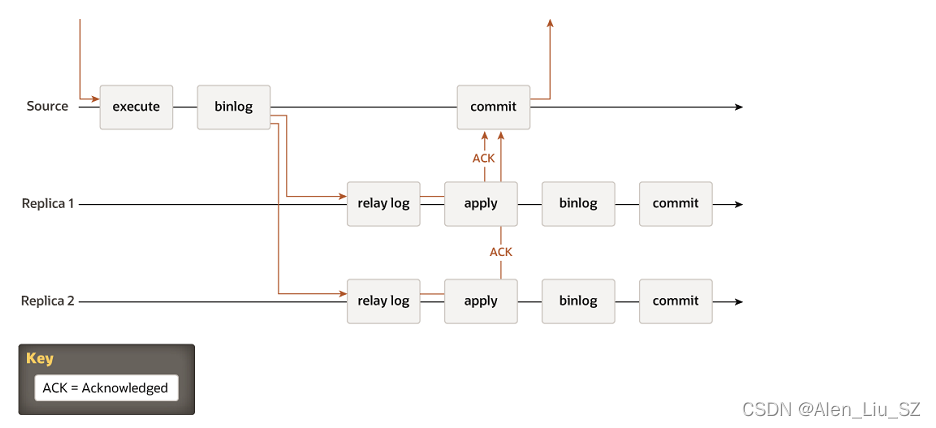 Source
execute
binlog
commit
ACK
Replica 1
relay log
apply
binlog
commit
ACK
Replica 2
relay log
apply
binlog
commit
Key
ACK = Acknowledged
CSDN @Alen_Liu_SZ